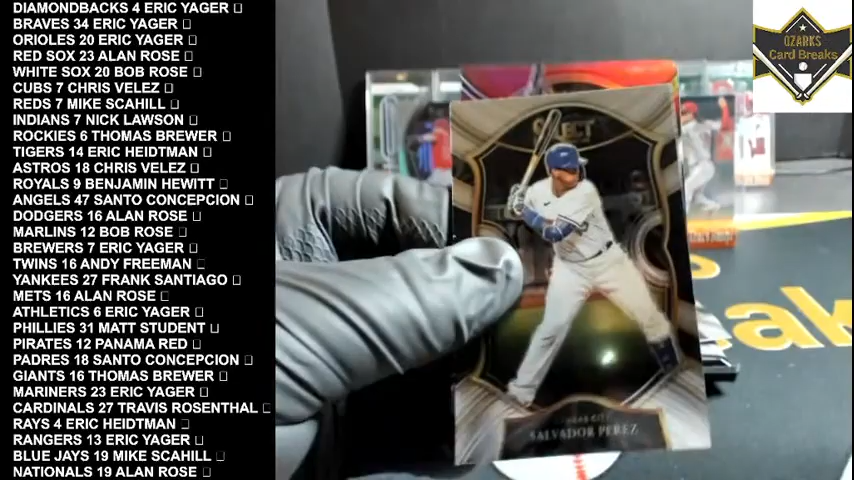 DIAMONDBACKS 4 ERIC YAGER □
BRAVES 34 ERIC YAGER □
ORIOLES 20 ERIC YAGER □
RED SOX 23 ALAN ROSE □
WHITE SOX 20 BOB ROSE □
CUBS 7 CHRIS VELEZ □
REDS 7 MIKE SCAHILL □
INDIANS 7 NICK LAWSON □
ROCKIES 6 THOMAS BREWER □
TIGERS 14 ERIC HEIDTMAN □
ASTROS 18 CHRIS VELEZ □
ROYALS 9 BENJAMIN HEWITT □
ANGELS 47 SANTO CONCEPCION □
DODGERS 16 ALAN ROSE □
MARLINS 12 BOB ROSE □
BREWERS 7 ERIC YAGER □
TWINS 16 ANDY FREEMAN □
YANKEES 27 FRANK SANTIAGO □
METS 16 ALAN ROSE □
ATHLETICS 6 ERIC YAGER □
PHILLIES 31 MATT STUDENT □
PIRATES 12 PANAMA RED □
PADRES 18 SANTO CONCEPCION □
GIANTS 16 THOMAS BREWER □
MARINERS 23 ERIC YAGER □
CARDINALS 27 TRAVIS ROSENTHAL □
RAYS 4 ERIC HEIDTMAN □
RANGERS 13 ERIC YAGER □
BLUE JAYS 19 MIKE SCAHILL □
NATIONALS 19 ALAN ROSE □
OZARKS
Card Breaks
SELECT
SALVADOR PEREZ